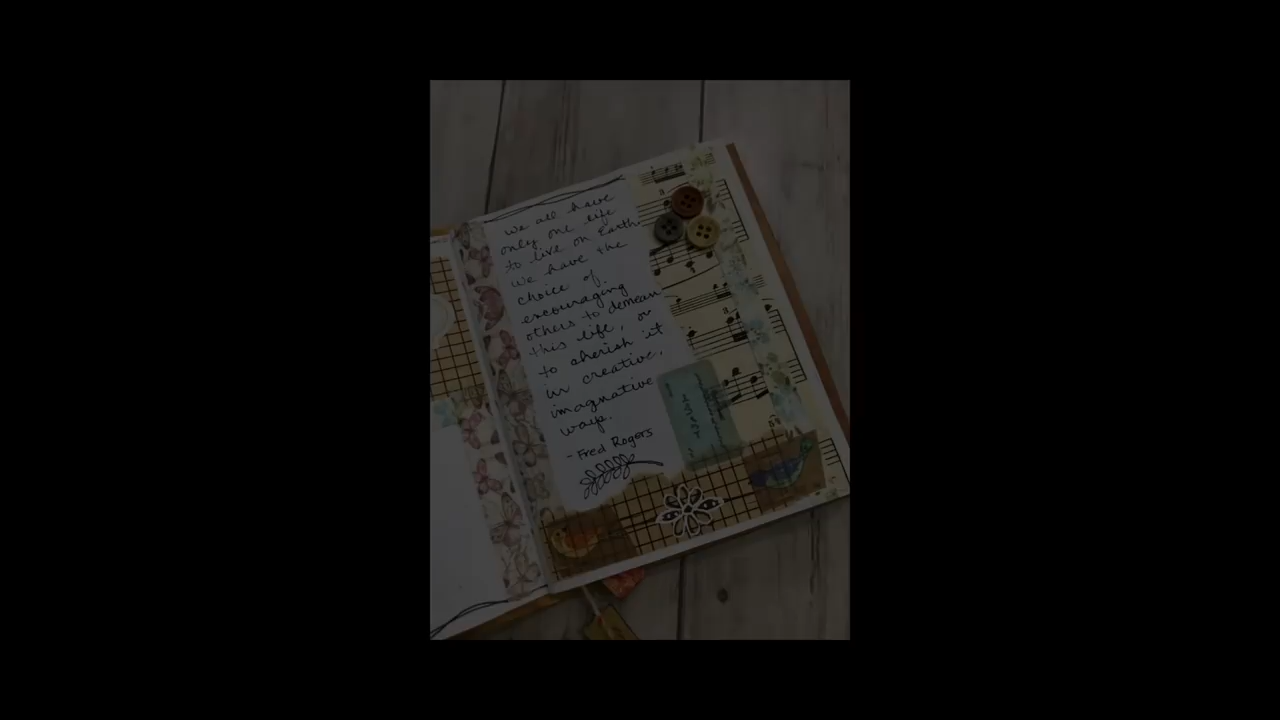 we all have
only one life
to live on Earth.
we have the
choice of
encouraging
others to demean
this life, or
to cherish it
in creative,
imagnative
ways.
- Fred Rogers